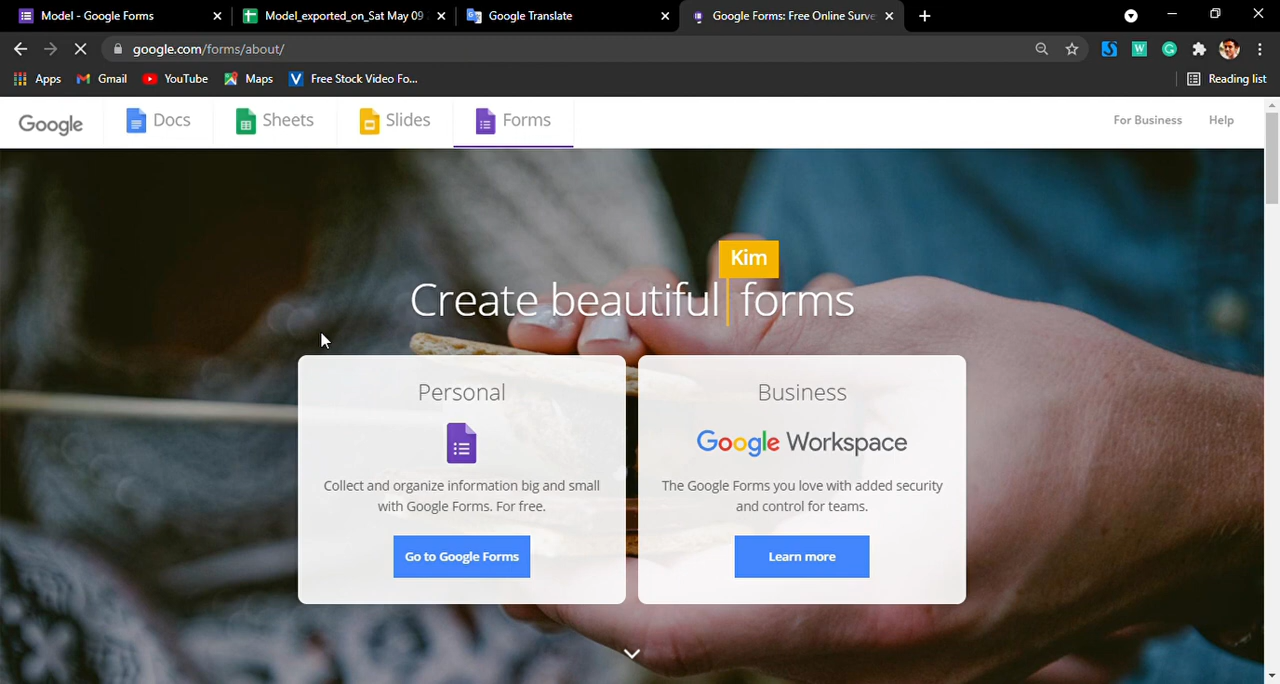 Model - Google Forms
Model_exported_on_Sat May 09
Google Translate
Google Forms: Free Online Surve
google.com/forms/about/
Apps
Gmail
YouTube
Maps
Free Stock Video Fo...
Reading list
Google
Docs
Sheets
Slides
Forms
For Business
Help
Kim
Create beautiful forms
Personal
Collect and organize information big and small
with Google Forms. For free.
Go to Google Forms
Business
Google Workspace
The Google Forms you love with added security
and control for teams.
Learn more